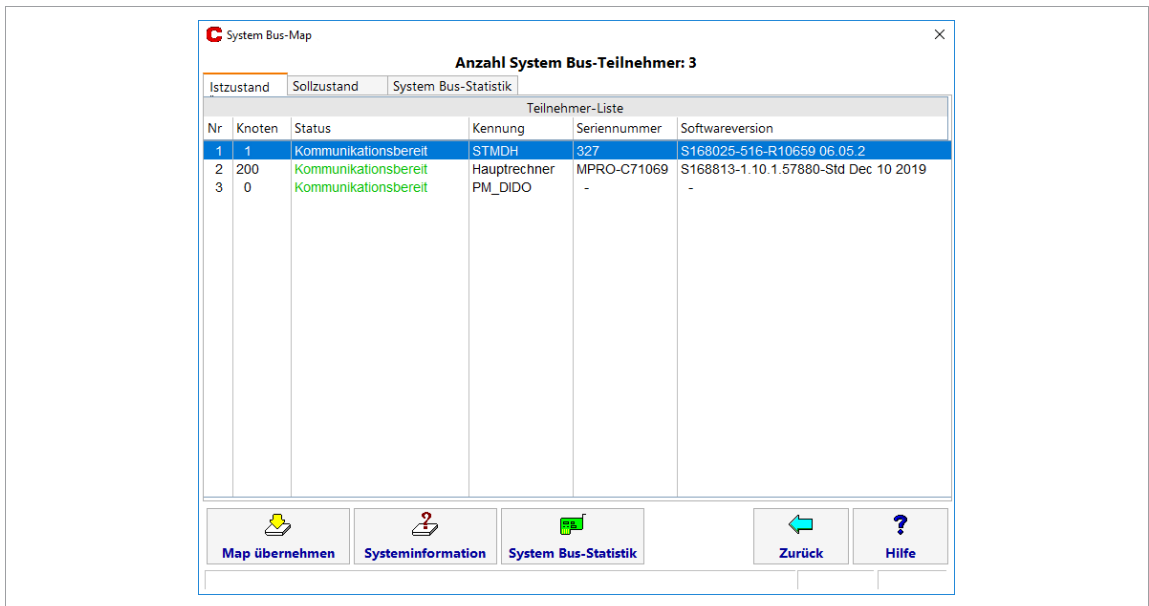 C System Bus-Map
Anzahl System Bus-Teilnehmer: 3
Istzustand Sollzustand System Bus-Statistik
Teilnehmer-Liste
Nr Knoten Status Kennung Seriennummer Softwareversion
1 1 Kommunikationsbereit STMDH 327 S168025-516-R10659 06.05.2
2 200 Kommunikationsbereit Hauptrechner MPRO-C71069 S168813-1.10.1.57880-Std Dec 10 2019
3 0 Kommunikationsbereit PM_DIDO - -
Map übernehmen Systeminformation System Bus-Statistik Zurück Hilfe